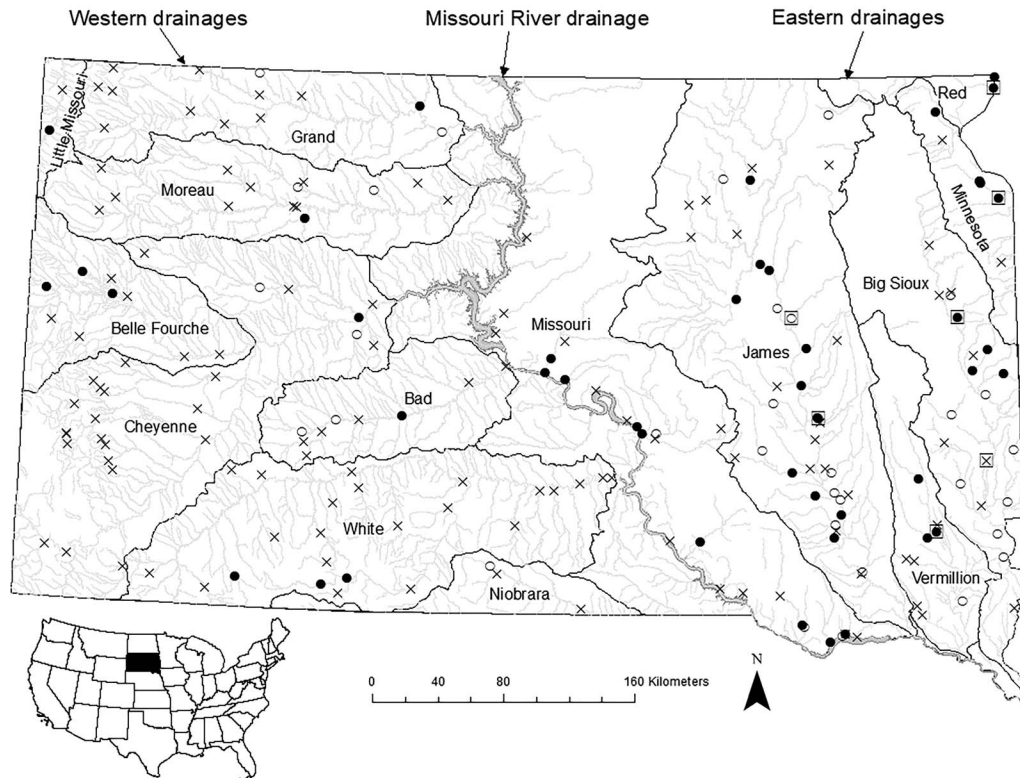 Western drainages
Missouri River drainage
Eastern drainages
Little Missouri
Grand
Red
Moreau
Minnesota
Belle Fourche
Missouri
Big Sioux
James
Cheyenne
Bad
White
Niobrara
Vermillion
N
0 40 80 160 Kilometers